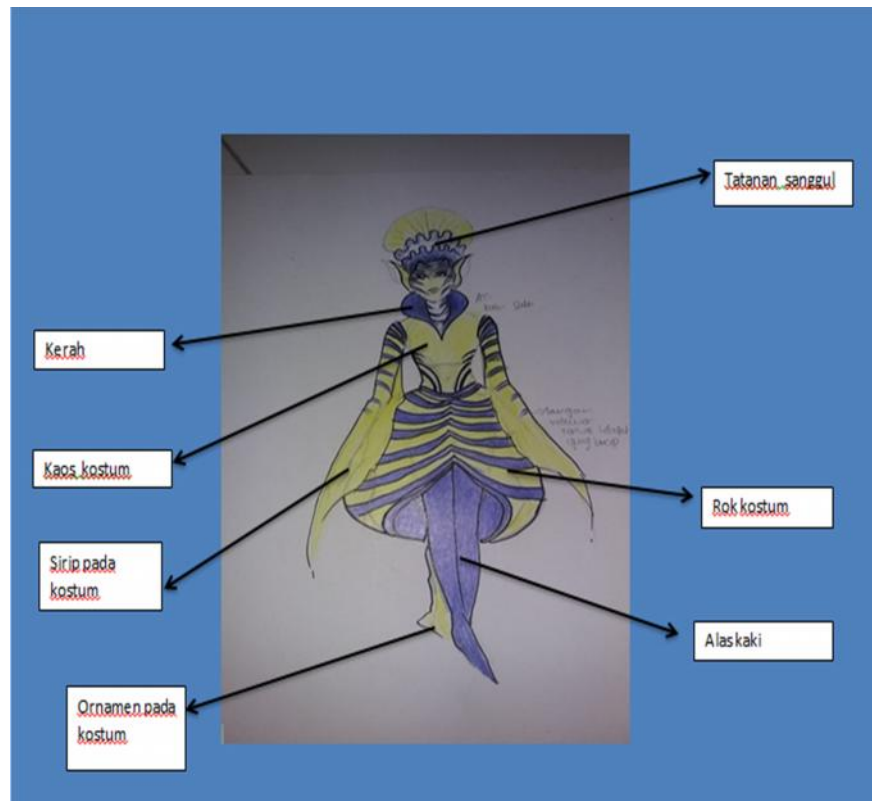 Tatanan sanggul
Kerah
Kaos kostum
Rok kostum
Sirip pada
kostum
Alas kaki
Ornamen pada
kostum